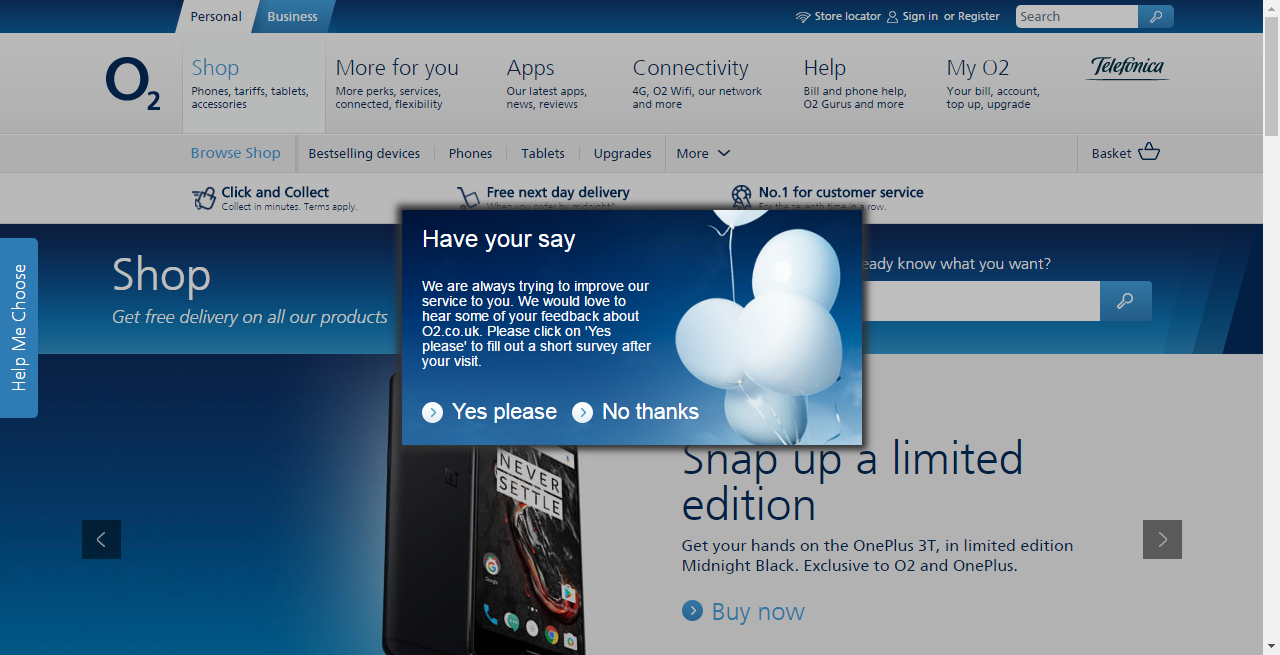 Personal
Business
Store locator
Sign in or Register
Search
O2
Shop
Phones, tariffs, tablets,
accessories
More for you
More perks, services,
connected, flexibility
Apps
Our latest apps,
news, reviews
Connectivity
4G, O2 Wifi, our network
and more
Help
Bill and phone help,
O2 Gurus and more
My O2
Your bill, account,
top up, upgrade
Telefónica
Browse Shop
Bestselling devices
Phones
Tablets
Upgrades
More
Basket
Click and Collect
Collect in minutes. Terms apply.
Free next day delivery
When you order by midnight^
No.1 for customer service
For the seventh time in a row.
Help Me Choose
Shop
Get free delivery on all our products
eady know what you want?
Have your say
We are always trying to improve our
service to you. We would love to
hear some of your feedback about
O2.co.uk. Please click on 'Yes
please' to fill out a short survey after
your visit.
Yes please
No thanks
NEVER
SETTLE
Google
Snap up a limited
edition
Get your hands on the OnePlus 3T, in limited edition
Midnight Black. Exclusive to O2 and OnePlus.
Buy now